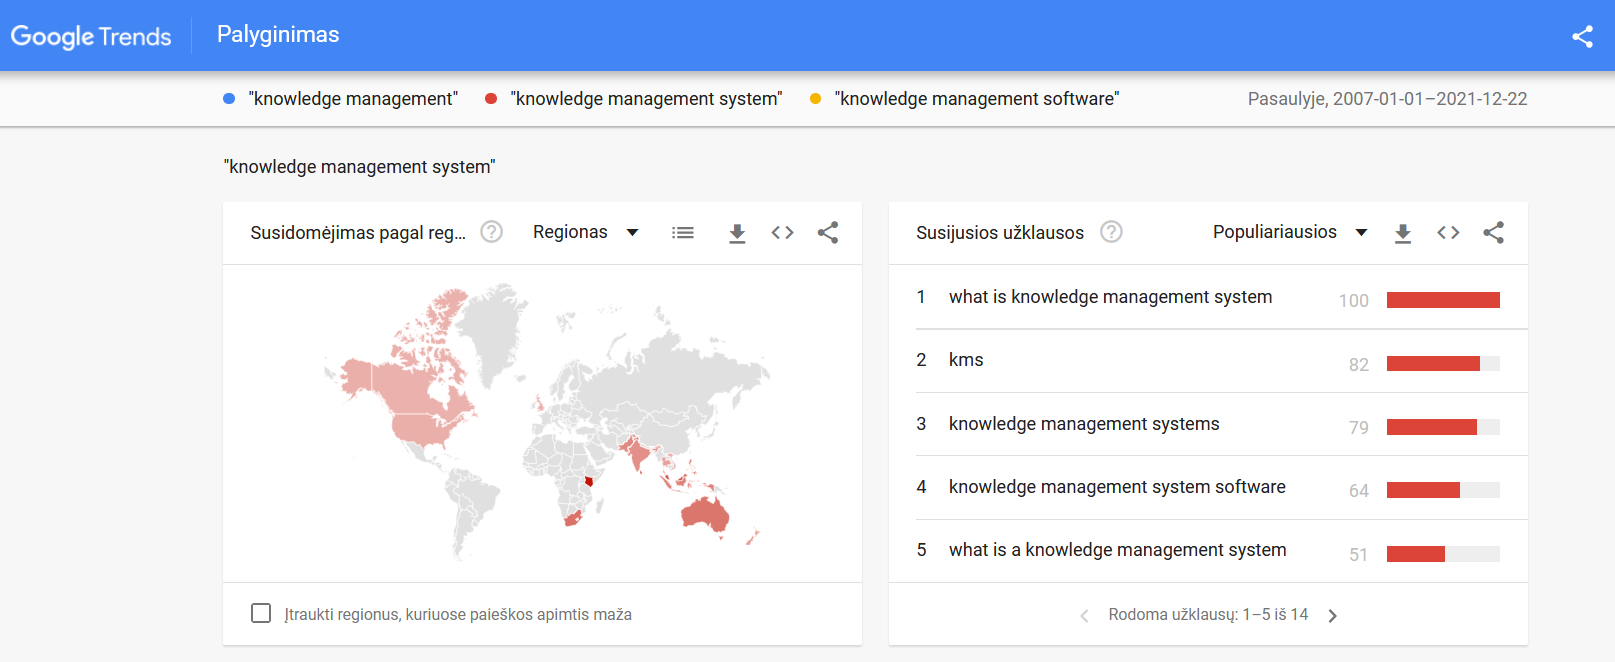 Google Trends
Palyginimas
"knowledge management"
"knowledge management system"
"knowledge management software"
Pasaulyje, 2007-01-01–2021-12-22
"knowledge management system"
Susidomėjimas pagal reg...
Regionas
Susijusios užklausos
Populiariausios
1 what is knowledge management system 100
2 kms 82
3 knowledge management systems 79
4 knowledge management system software 64
5 what is a knowledge management system 51
Įtraukti regionus, kuriuose paieškos apimtis maža
Rodoma užklausų: 1–5 iš 14